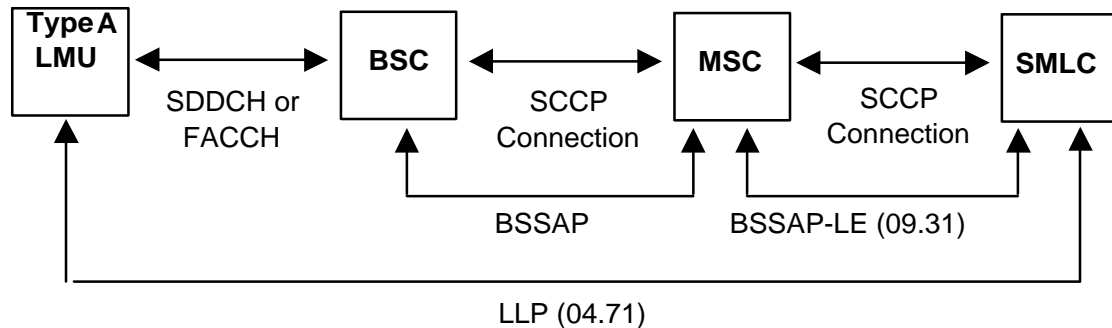 Type A
LMU
BSC
MSC
SMLC
SDDCH or
FACCH
SCCP
Connection
SCCP
Connection
BSSAP
BSSAP-LE (09.31)
LLP (04.71)